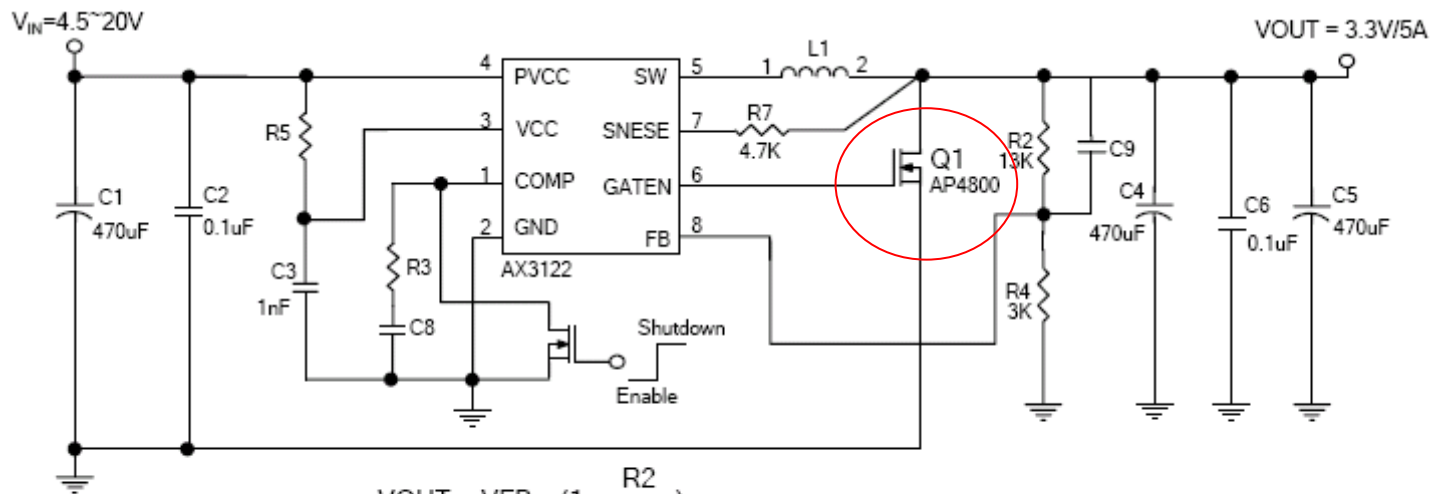 V_IN=4.5~20V
VOUT = 3.3V/5A
L1
4 PVCC SW 5 1 2
R5
R7
3 VCC SNESE 7
4.7K
R2
13K
C9
Q1
AP4800
1 COMP GATEN 6
C1
470uF
C2
0.1uF
2 GND FB 8
C4
470uF
C6
0.1uF
C5
470uF
AX3122
C3
1nF
R3
R4
3K
C8
Shutdown
Enable
R2